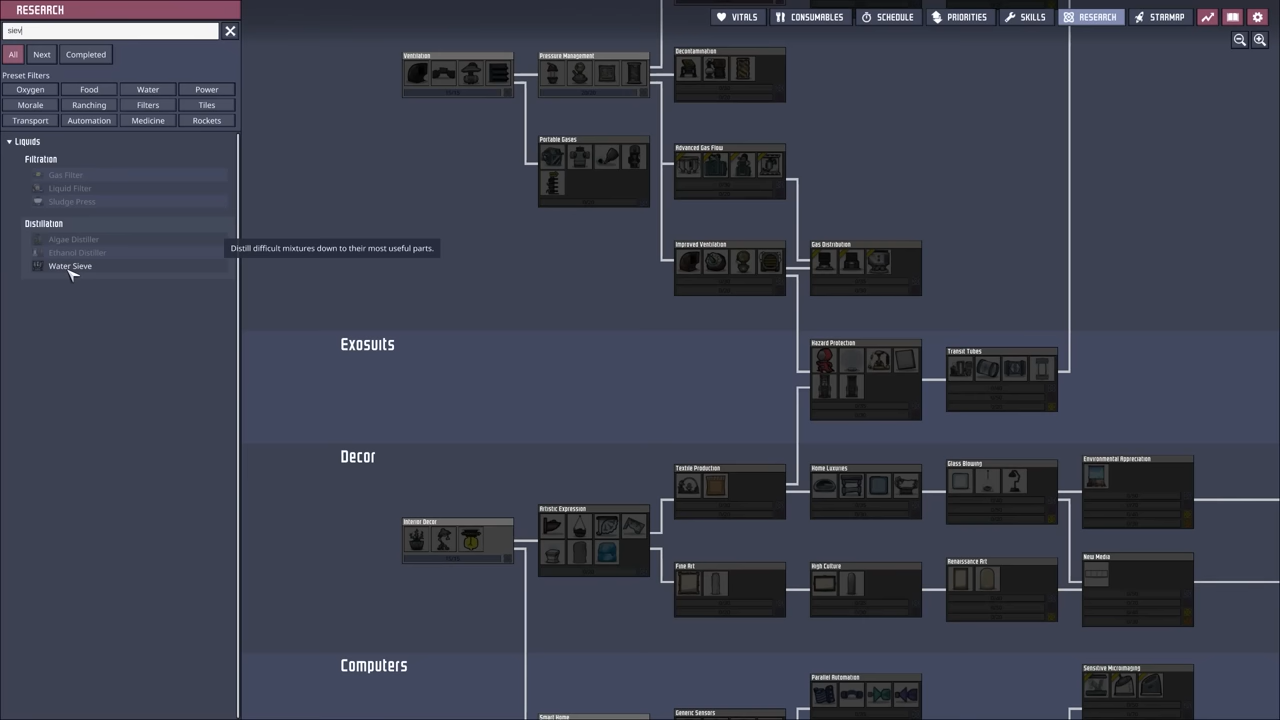 RESEARCH
VITALS
CONSUMABLES
SCHEDULE
PRIORITIES
SKILLS
RESEARCH
STARMAP
siev
All
Next
Completed
Preset Filters
Oxygen
Food
Water
Power
Morale
Ranching
Filters
Tiles
Transport
Automation
Medicine
Rockets
Liquids
Filtration
Gas Filter
Liquid Filter
Sludge Press
Distillation
Algae Distiller
Ethanol Distiller
Water Sieve
Distill difficult mixtures down to their most useful parts.
Ventilation
Pressure Management
Decontamination
Portable Gases
Advanced Gas Flow
Improved Ventilation
Gas Distribution
Exosuits
Hazard Protection
Transit Tubes
Decor
Textile Production
Home Luxuries
Glass Blowing
Environmental Appreciation
Interior Decor
Artistic Expression
Fine Art
High Culture
Renaissance Art
New Media
Computers
Parallel Automation
Sensitive Microimaging
Smart Home
Generic Sensors